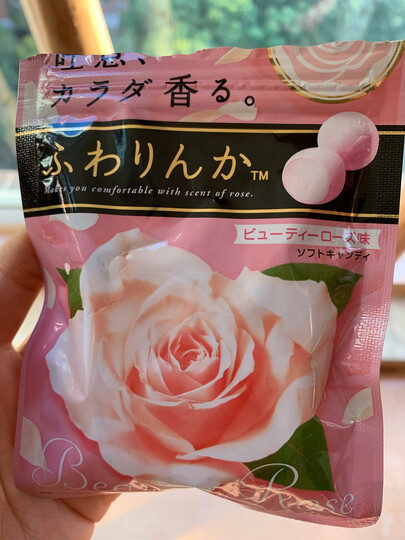 吐息、
カラダ香る。
ふわりんか™
Makes you comfortable with scent of rose.
ビューティーローズ味
ソフトキャンディ
Rose